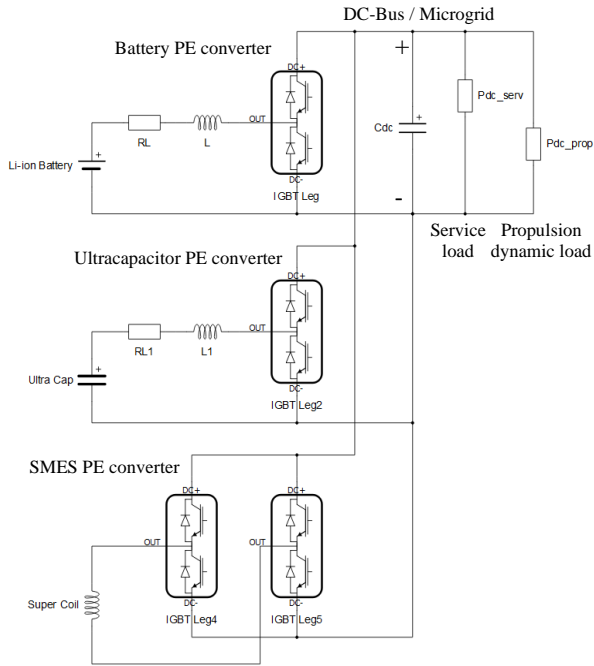 DC-Bus / Microgrid
Battery PE converter
+
DC+
Pdc_serv
+
Cdc
OUT
RL
L
Pdc_prop
+
Li-ion Battery
DC-
-
IGBT Leg
Service Propulsion
load dynamic load
Ultracapacitor PE converter
DC+
OUT
RL1
L1
+
Ultra Cap
DC-
IGBT Leg2
SMES PE converter
DC+
DC+
OUT
OUT
Super Coil
DC-
DC-
IGBT Leg4
IGBT Leg5